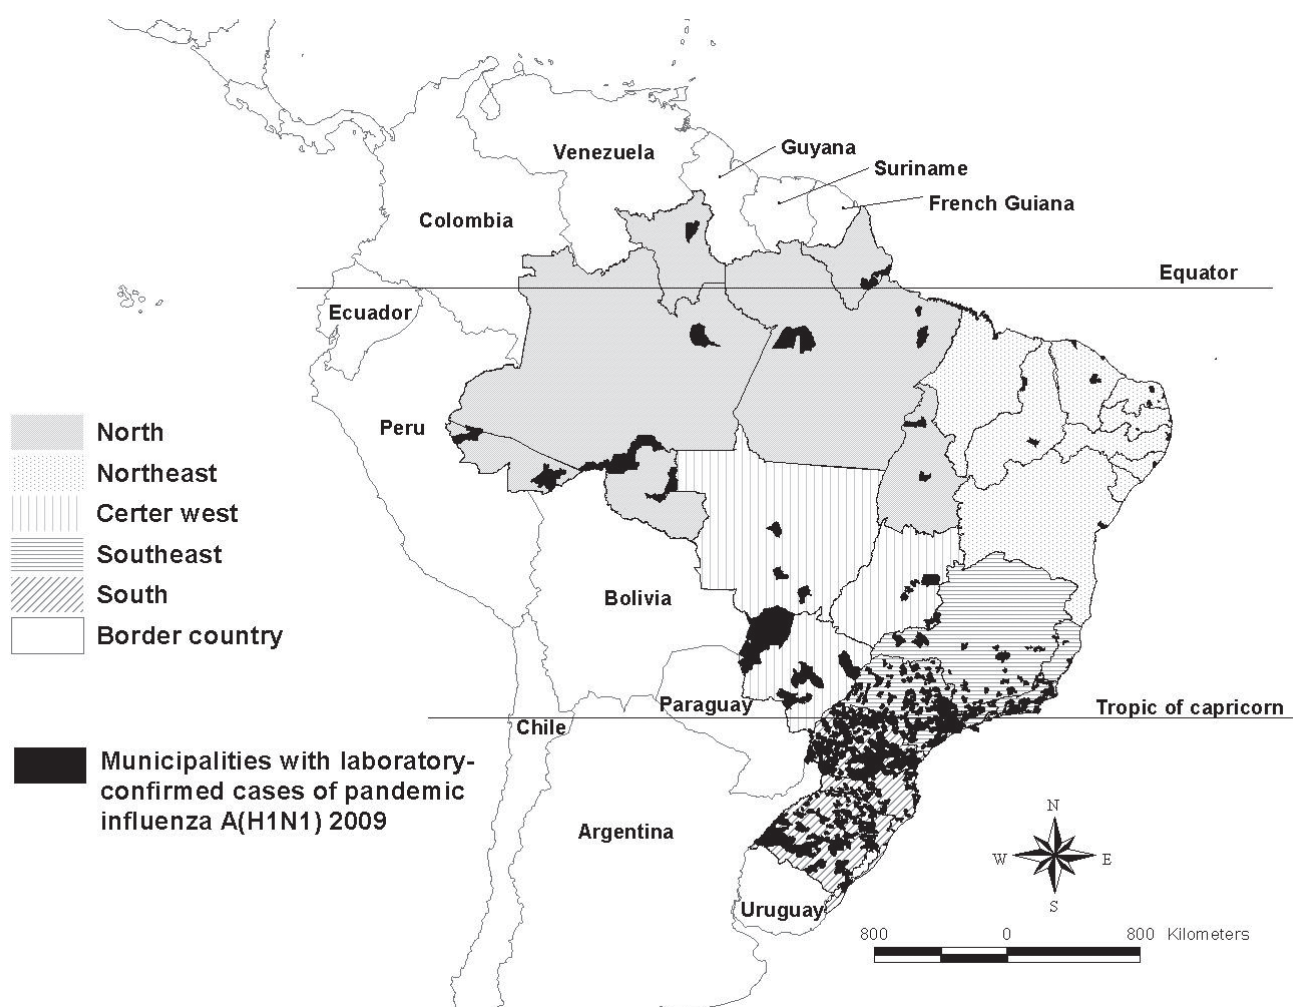 Guyana
Venezuela
Suriname
French Guiana
Colombia
Equator
Ecuador
Peru
North
Northeast
Certer west
Southeast
South
Border country
Bolivia
Paraguay
Tropic of capricorn
Chile
Municipalities with laboratory-
confirmed cases of pandemic
influenza A(H1N1) 2009
Argentina
N
W
E
S
Uruguay
800 0 800 Kilometers